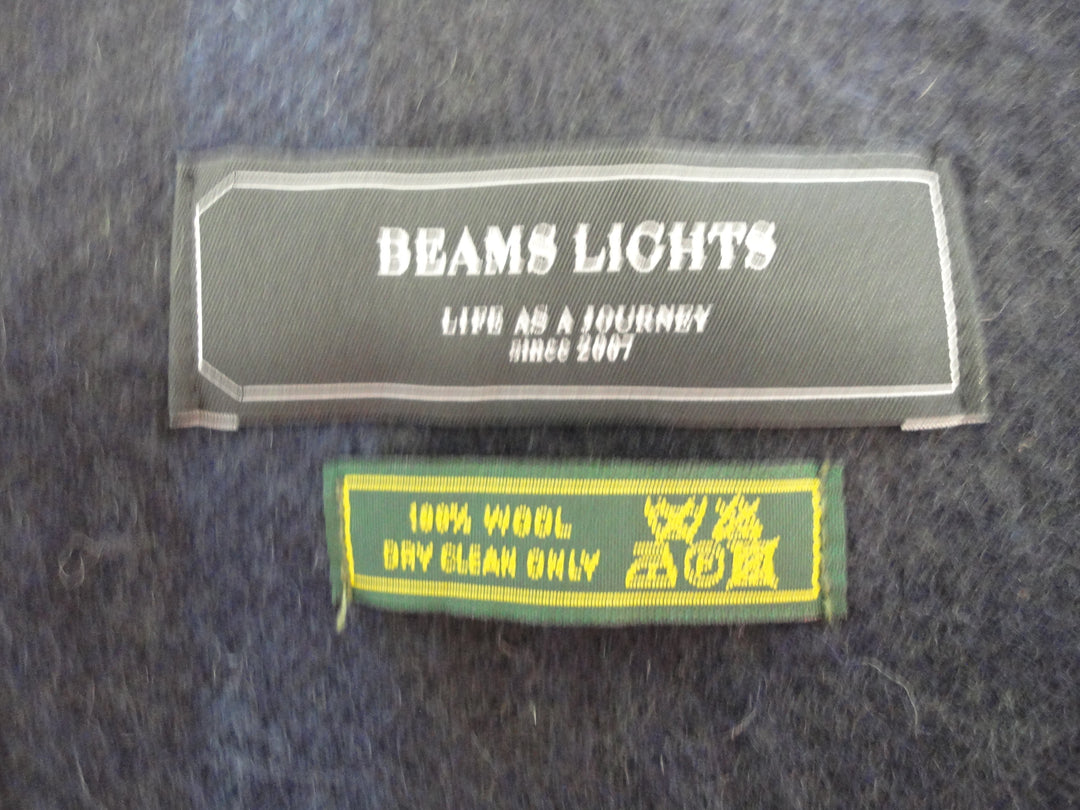 BEAMS LIGHTS
LIFE AS A JOURNEY
since 2007
100% WOOL
DRY CLEAN ONLY